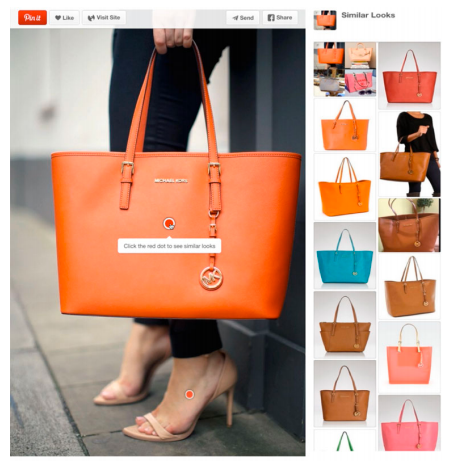 Pin it
Like
Visit Site
Send
Share
Similar Looks
MICHAEL KORS
Click the red dot to see similar looks
MK